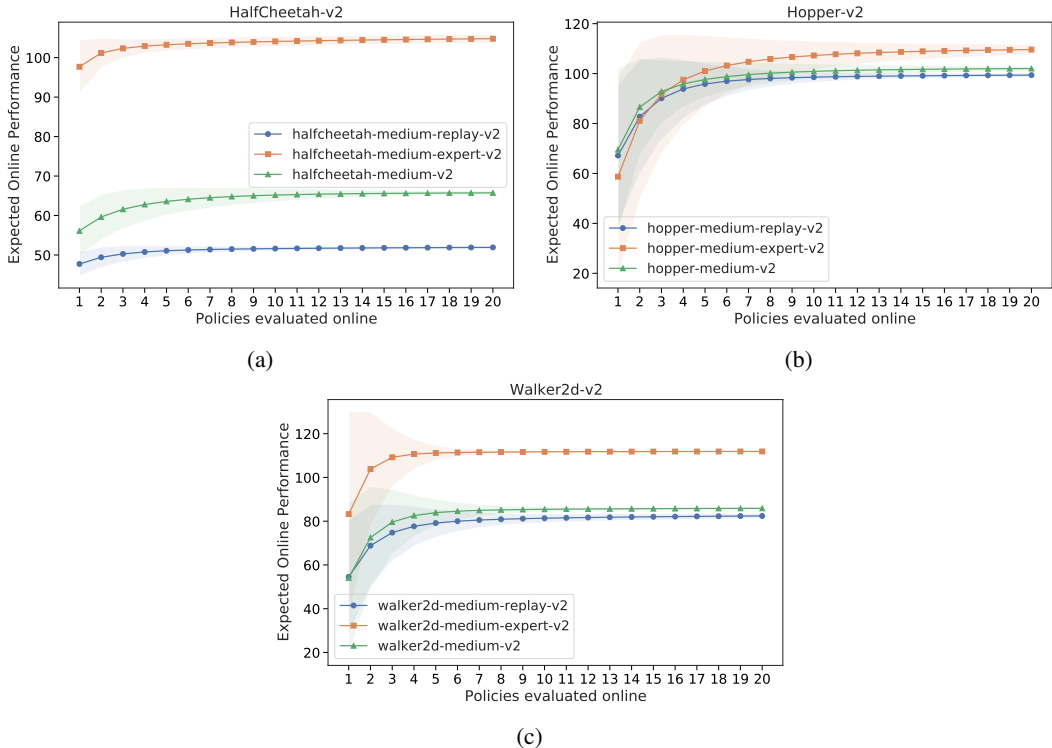 HalfCheetah-v2
Expected Online Performance
100
90
80
70
60
50
halfcheetah-medium-replay-v2
halfcheetah-medium-expert-v2
halfcheetah-medium-v2
1 2 3 4 5 6 7 8 9 10 11 12 13 14 15 16 17 18 19 20
Policies evaluated online
(a)
Hopper-v2
Expected Online Performance
120
100
80
60
40
20
hopper-medium-replay-v2
hopper-medium-expert-v2
hopper-medium-v2
1 2 3 4 5 6 7 8 9 10 11 12 13 14 15 16 17 18 19 20
Policies evaluated online
(b)
Walker2d-v2
Expected Online Performance
120
100
80
60
40
20
walker2d-medium-replay-v2
walker2d-medium-expert-v2
walker2d-medium-v2
1 2 3 4 5 6 7 8 9 10 11 12 13 14 15 16 17 18 19 20
Policies evaluated online
(c)